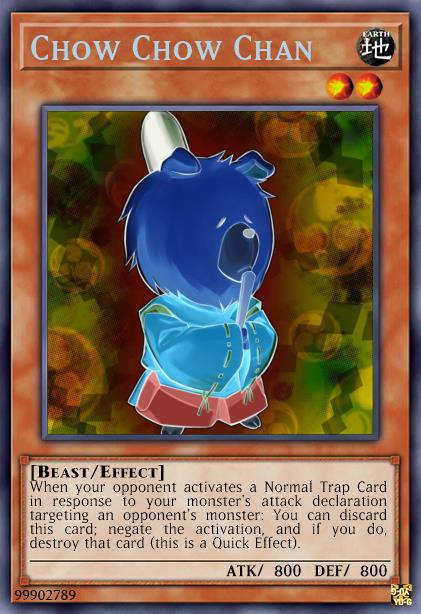 Chow Chow Chan
EARTH
地
[Beast/Effect]
When your opponent activates a Normal Trap Card
in response to your monster's attack declaration
targeting an opponent's monster: You can discard
this card; negate the activation, and if you do,
destroy that card (this is a Quick Effect).
ATK/ 800 DEF/ 800
99902789